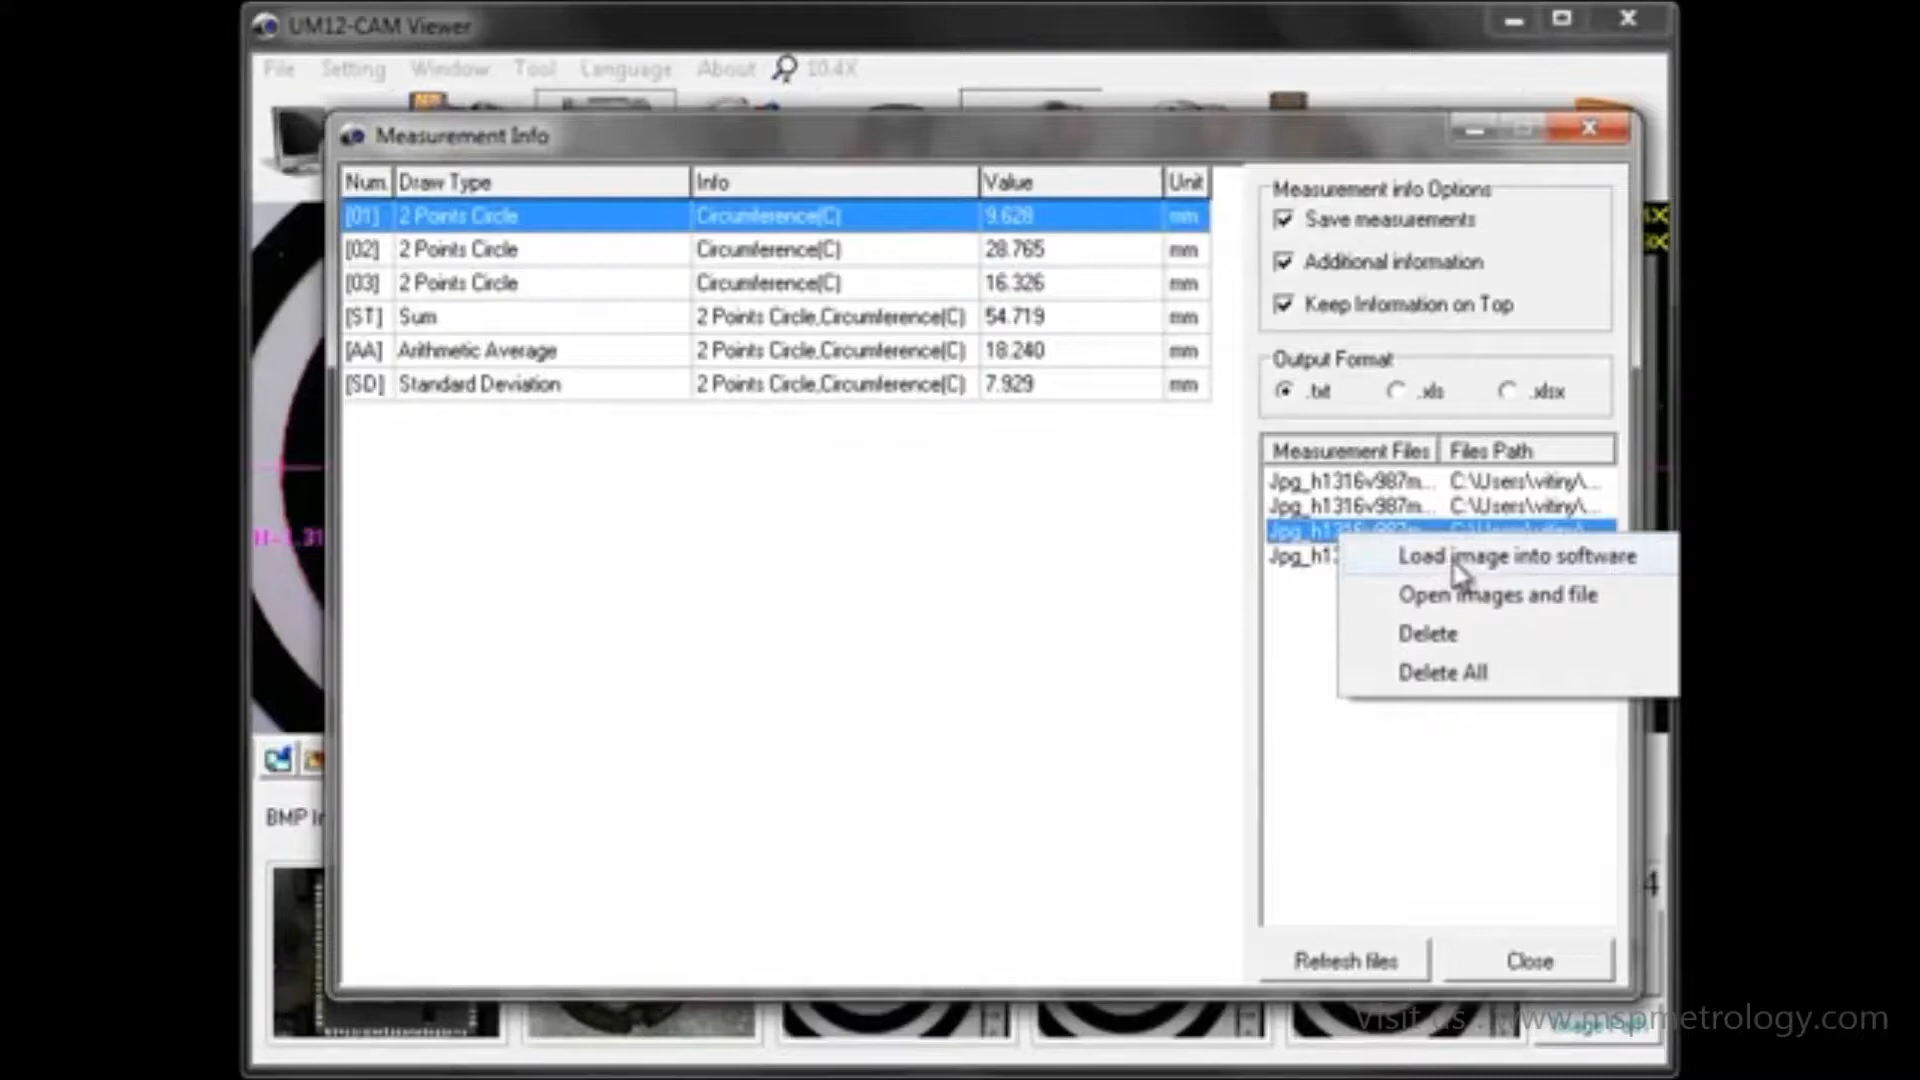 UM12-CAM Viewer
File Setting Window Tool Language About 10.4X
Measurement Info
Num. Draw Type Info Value Unit
[01] 2 Points Circle Circumference(C) 9.628 mm
[02] 2 Points Circle Circumference(C) 28.765 mm
[03] 2 Points Circle Circumference(C) 16.326 mm
[ST] Sum 2 Points Circle,Circumference(C) 54.719 mm
[AA] Arithmetic Average 2 Points Circle,Circumference(C) 18.240 mm
[SD] Standard Deviation 2 Points Circle,Circumference(C) 7.929 mm
Measurement info Options
Save measurements
Additional information
Keep Information on Top
Output Format
.txt .xls .xlsx
Measurement Files Files Path
Jpg_h1316v987m... C:\Users\vitiny\...
Jpg_h1316v987m... C:\Users\vitiny\...
Jpg_h1316v987m... C:\Users\vitiny\...
Jpg_h13
Load image into software
Open images and file
Delete
Delete All
Refresh files Close
BMP
Visit us : www.mspmetrology.com